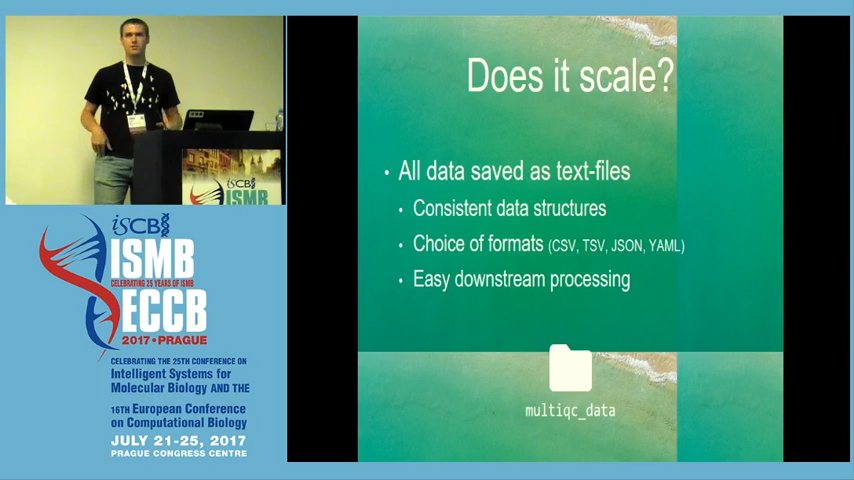 iSCB
ISMB
iSCB
ISMB
CELEBRATING 25 YEARS OF ISMB
ECCB
2017 • PRAGUE
CELEBRATING THE 25TH CONFERENCE ON
Intelligent Systems for
Molecular Biology AND THE
16TH European Conference
on Computational Biology
JULY 21-25, 2017
PRAGUE CONGRESS CENTRE
Does it scale?
• All data saved as text-files
• Consistent data structures
• Choice of formats (CSV, TSV, JSON, YAML)
• Easy downstream processing
multiqc_data